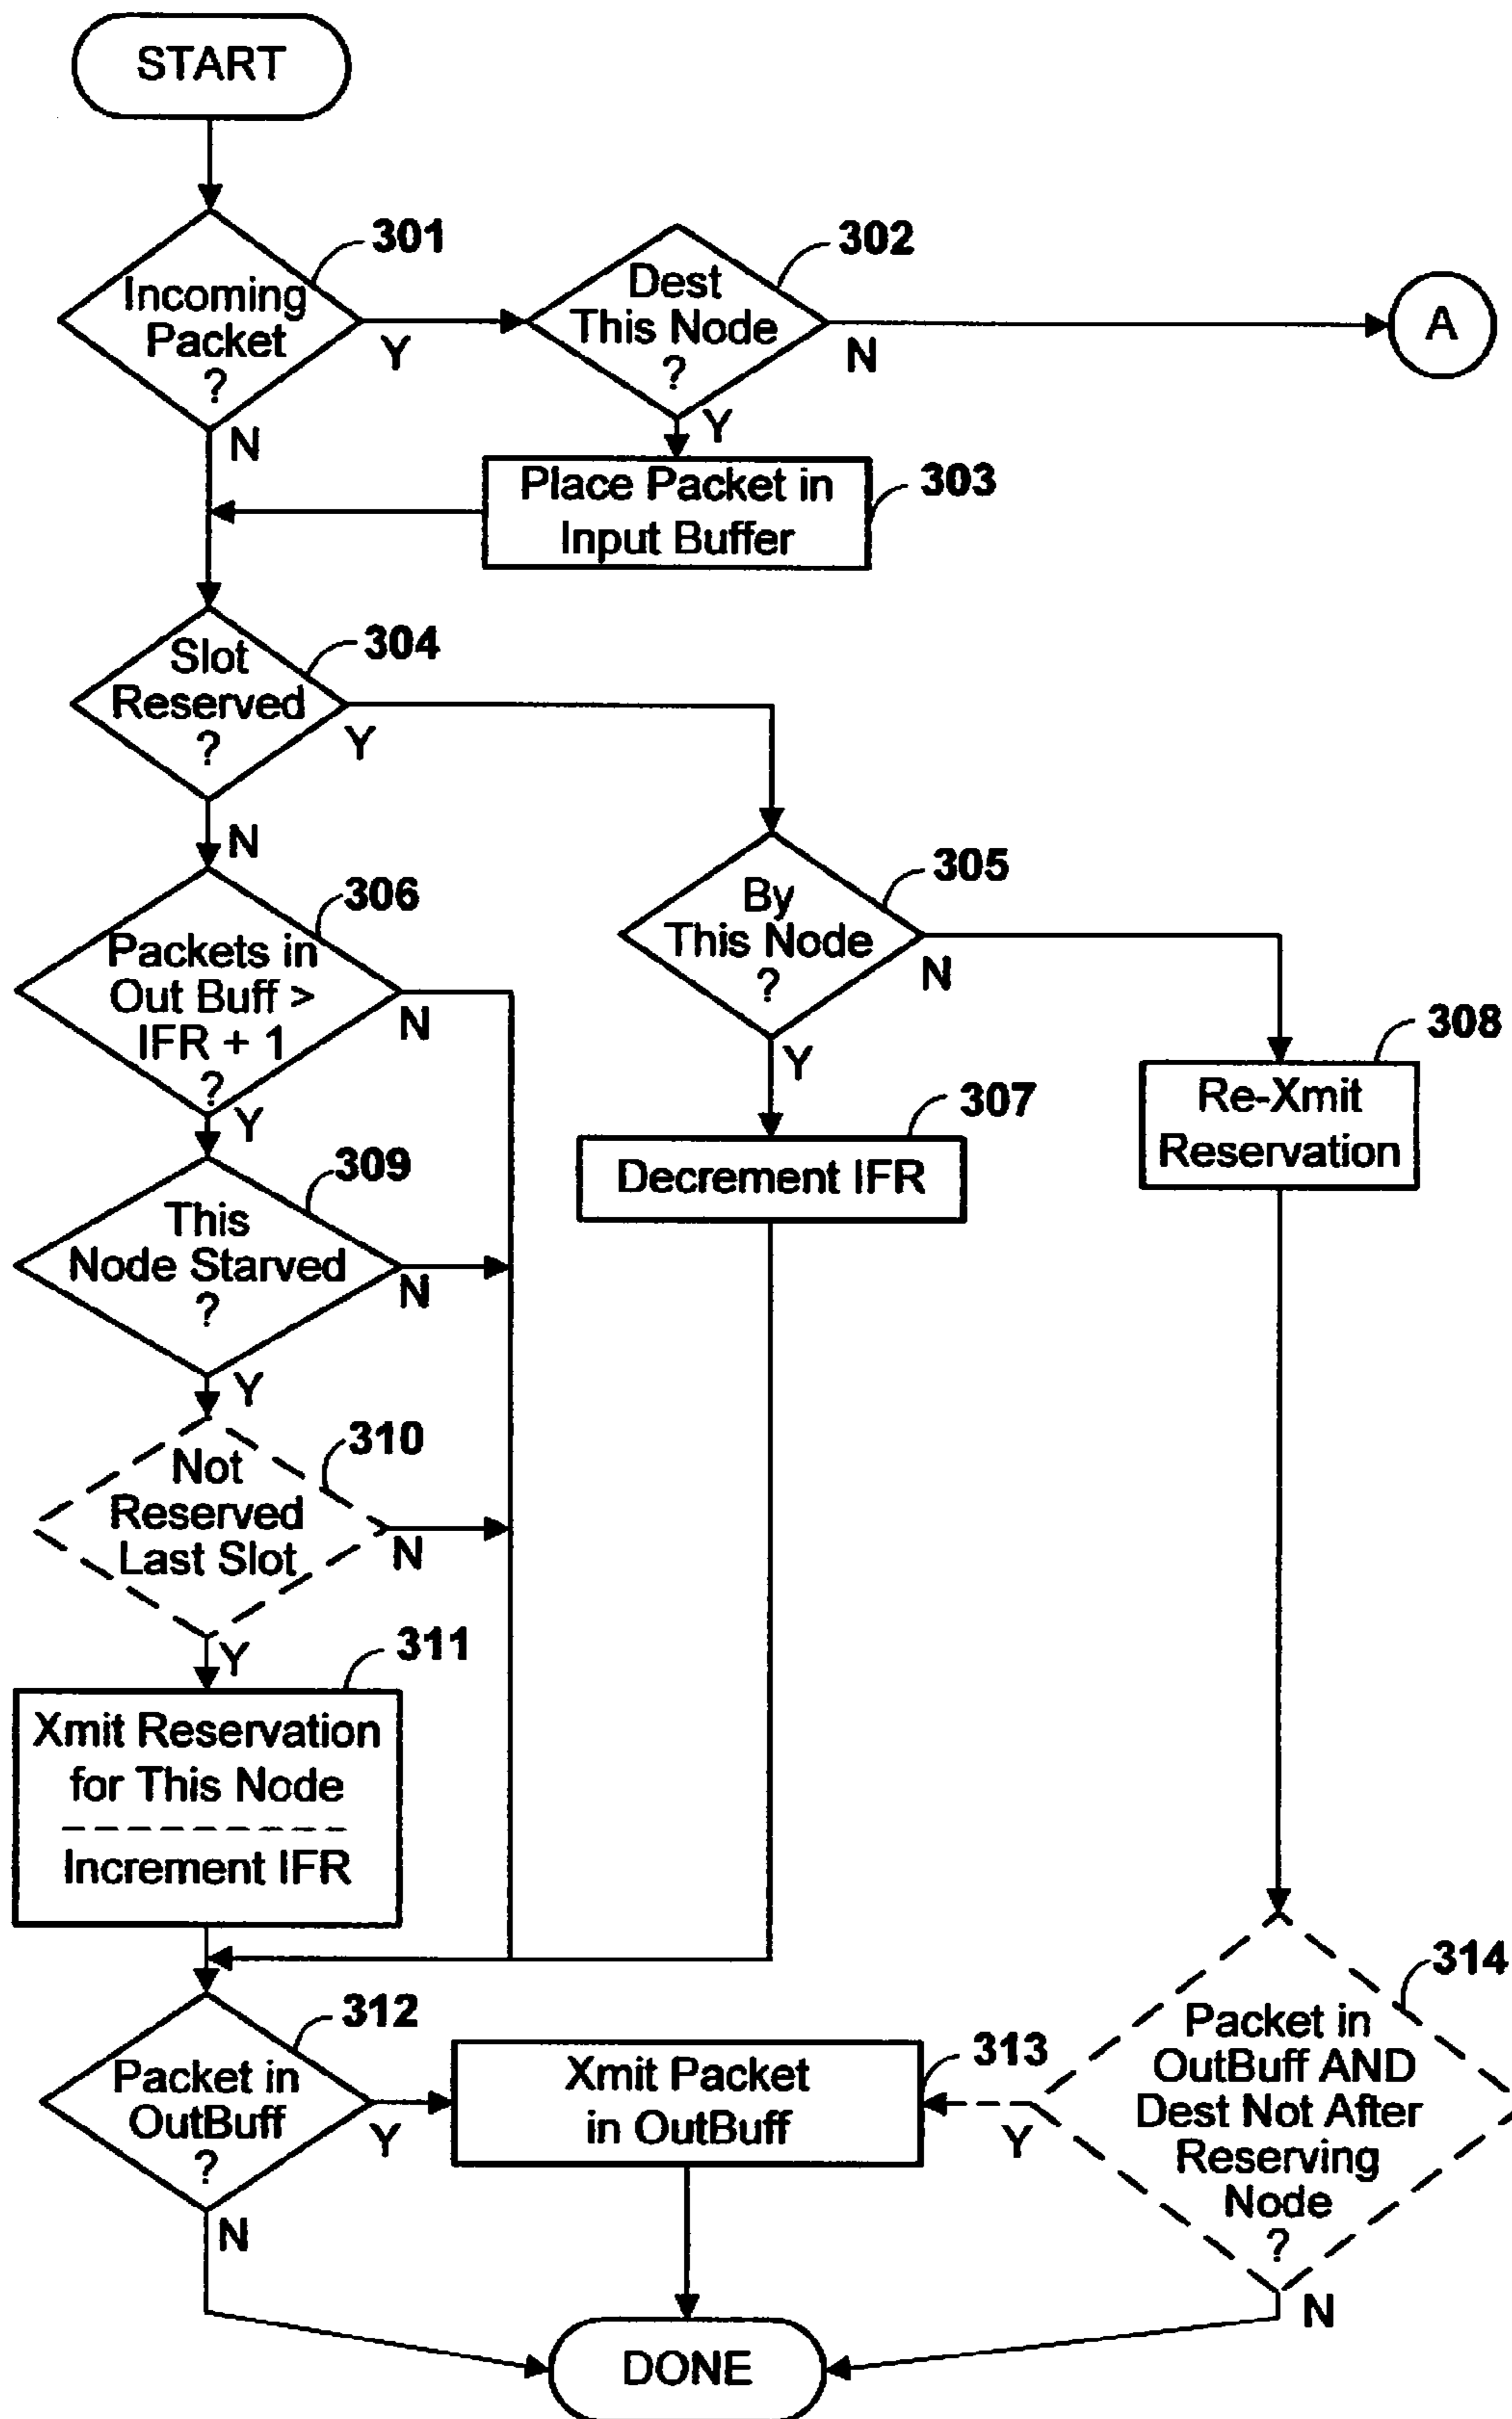 START
301
Incoming
Packet
?
Y
N
302
Dest
This Node
?
N
Y
A
Place Packet in
Input Buffer
303
304
Slot
Reserved
?
Y
N
305
By
This Node
?
N
Y
306
Packets in
Out Buff >
IFR + 1
?
N
Y
307
Decrement IFR
308
Re-Xmit
Reservation
309
This
Node Starved
?
N
Y
310
Not
Reserved
Last Slot
N
Y
311
Xmit Reservation
for This Node
Increment IFR
312
Packet in
OutBuff
?
Y
N
Xmit Packet
in OutBuff
313
314
Packet in
OutBuff AND
Dest Not After
Reserving
Node
?
Y
N
DONE